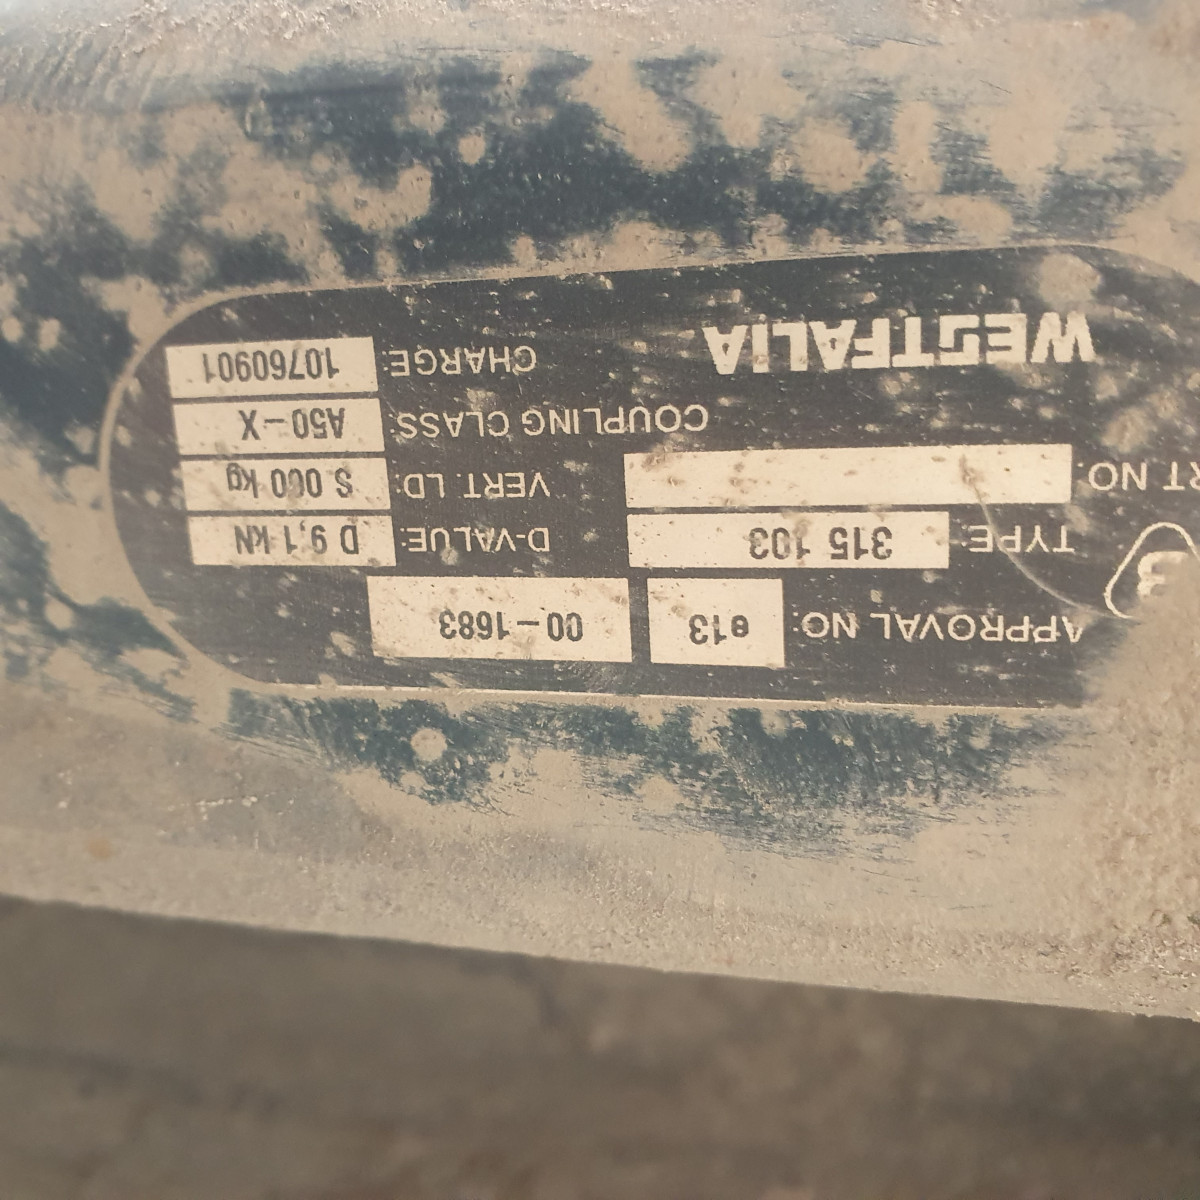 APPROVAL NO: e13 00-1683
TYPE: 315 103 D-VALUE: D 9,1 kN
RT NO. VERT. LD: S kg
COUPLING CLASS: A50-X
WESTFALIA CHARGE: 10760901